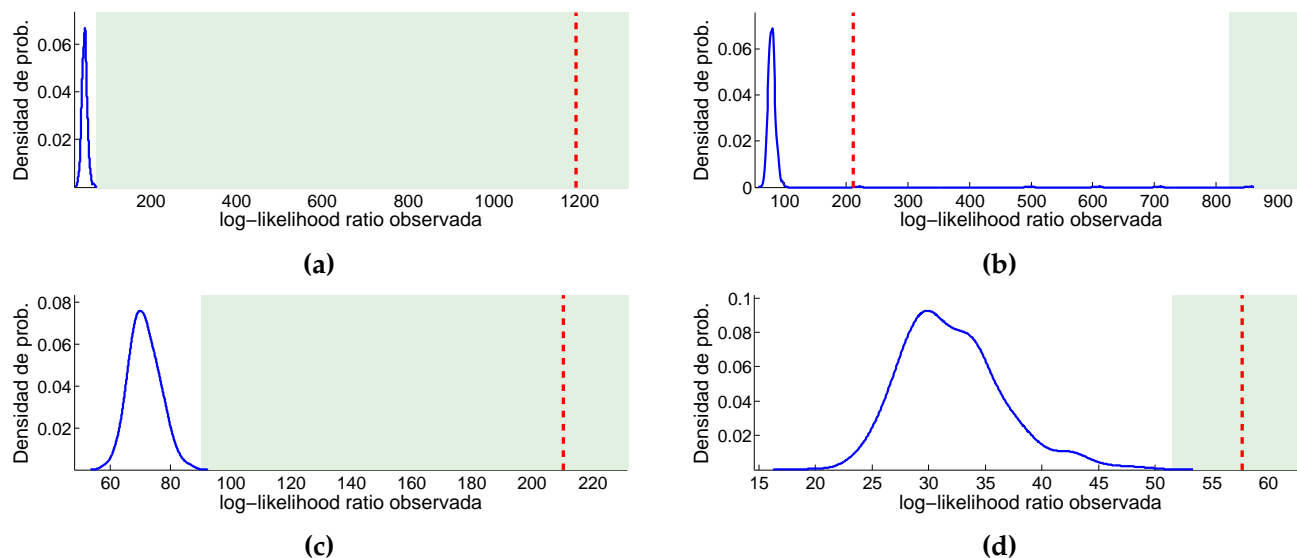 Densidad de prob.
0.06
0.04
0.02
200 400 600 800 1000 1200
log−likelihood ratio observada
(a)
Densidad de prob.
0.06
0.04
0.02
0
100 200 300 400 500 600 700 800 900
log−likelihood ratio observada
(b)
Densidad de prob.
0.08
0.06
0.04
0.02
60 80 100 120 140 160 180 200 220
log−likelihood ratio observada
(c)
Densidad de prob.
0.1
0.08
0.06
0.04
0.02
15 20 25 30 35 40 45 50 55 60
log−likelihood ratio observada
(d)